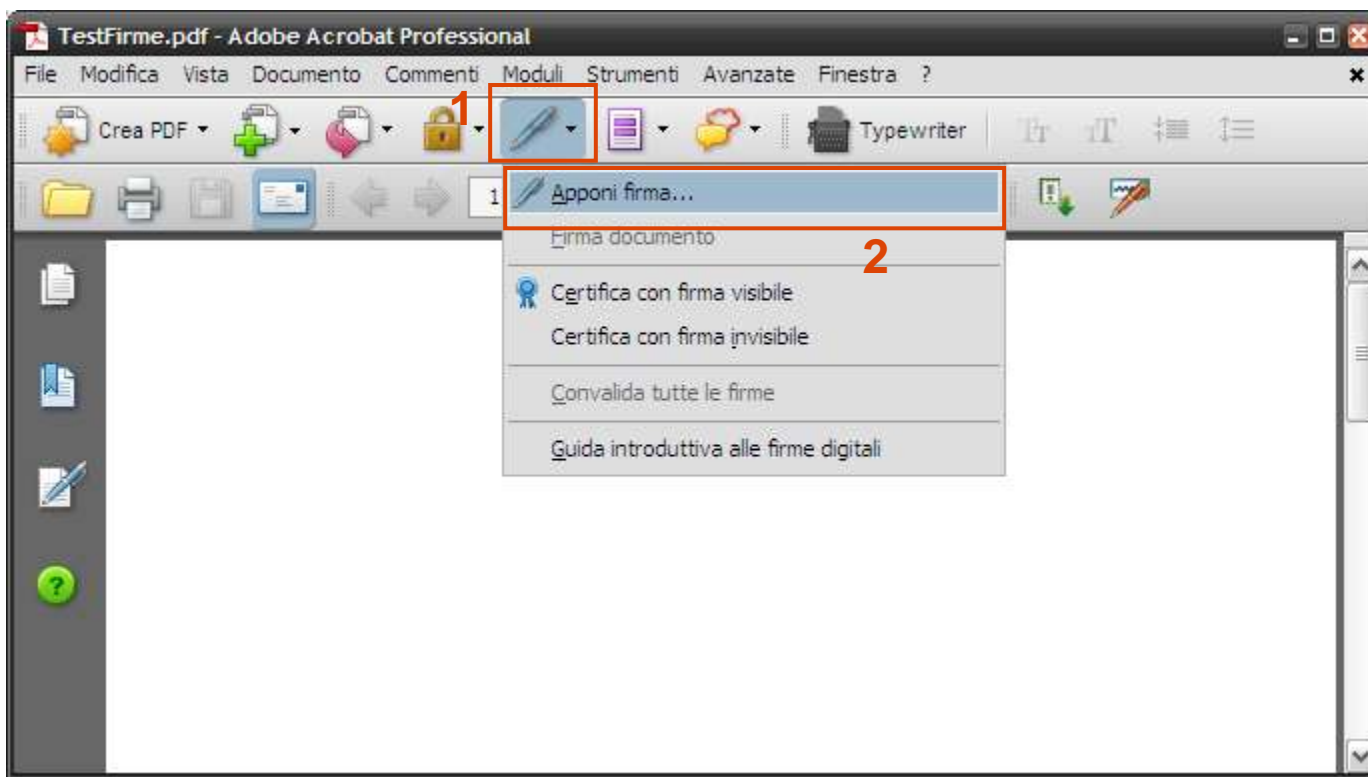 TestFirme.pdf - Adobe Acrobat Professional
File Modifica Vista Documento Commenti Moduli Strumenti Avanzate Finestra ?
1
Crea PDF
Typewriter
1
Apponi firma...
Firma documento
2
Certifica con firma visibile
Certifica con firma invisibile
Convalida tutte le firme
Guida introduttiva alle firme digitali